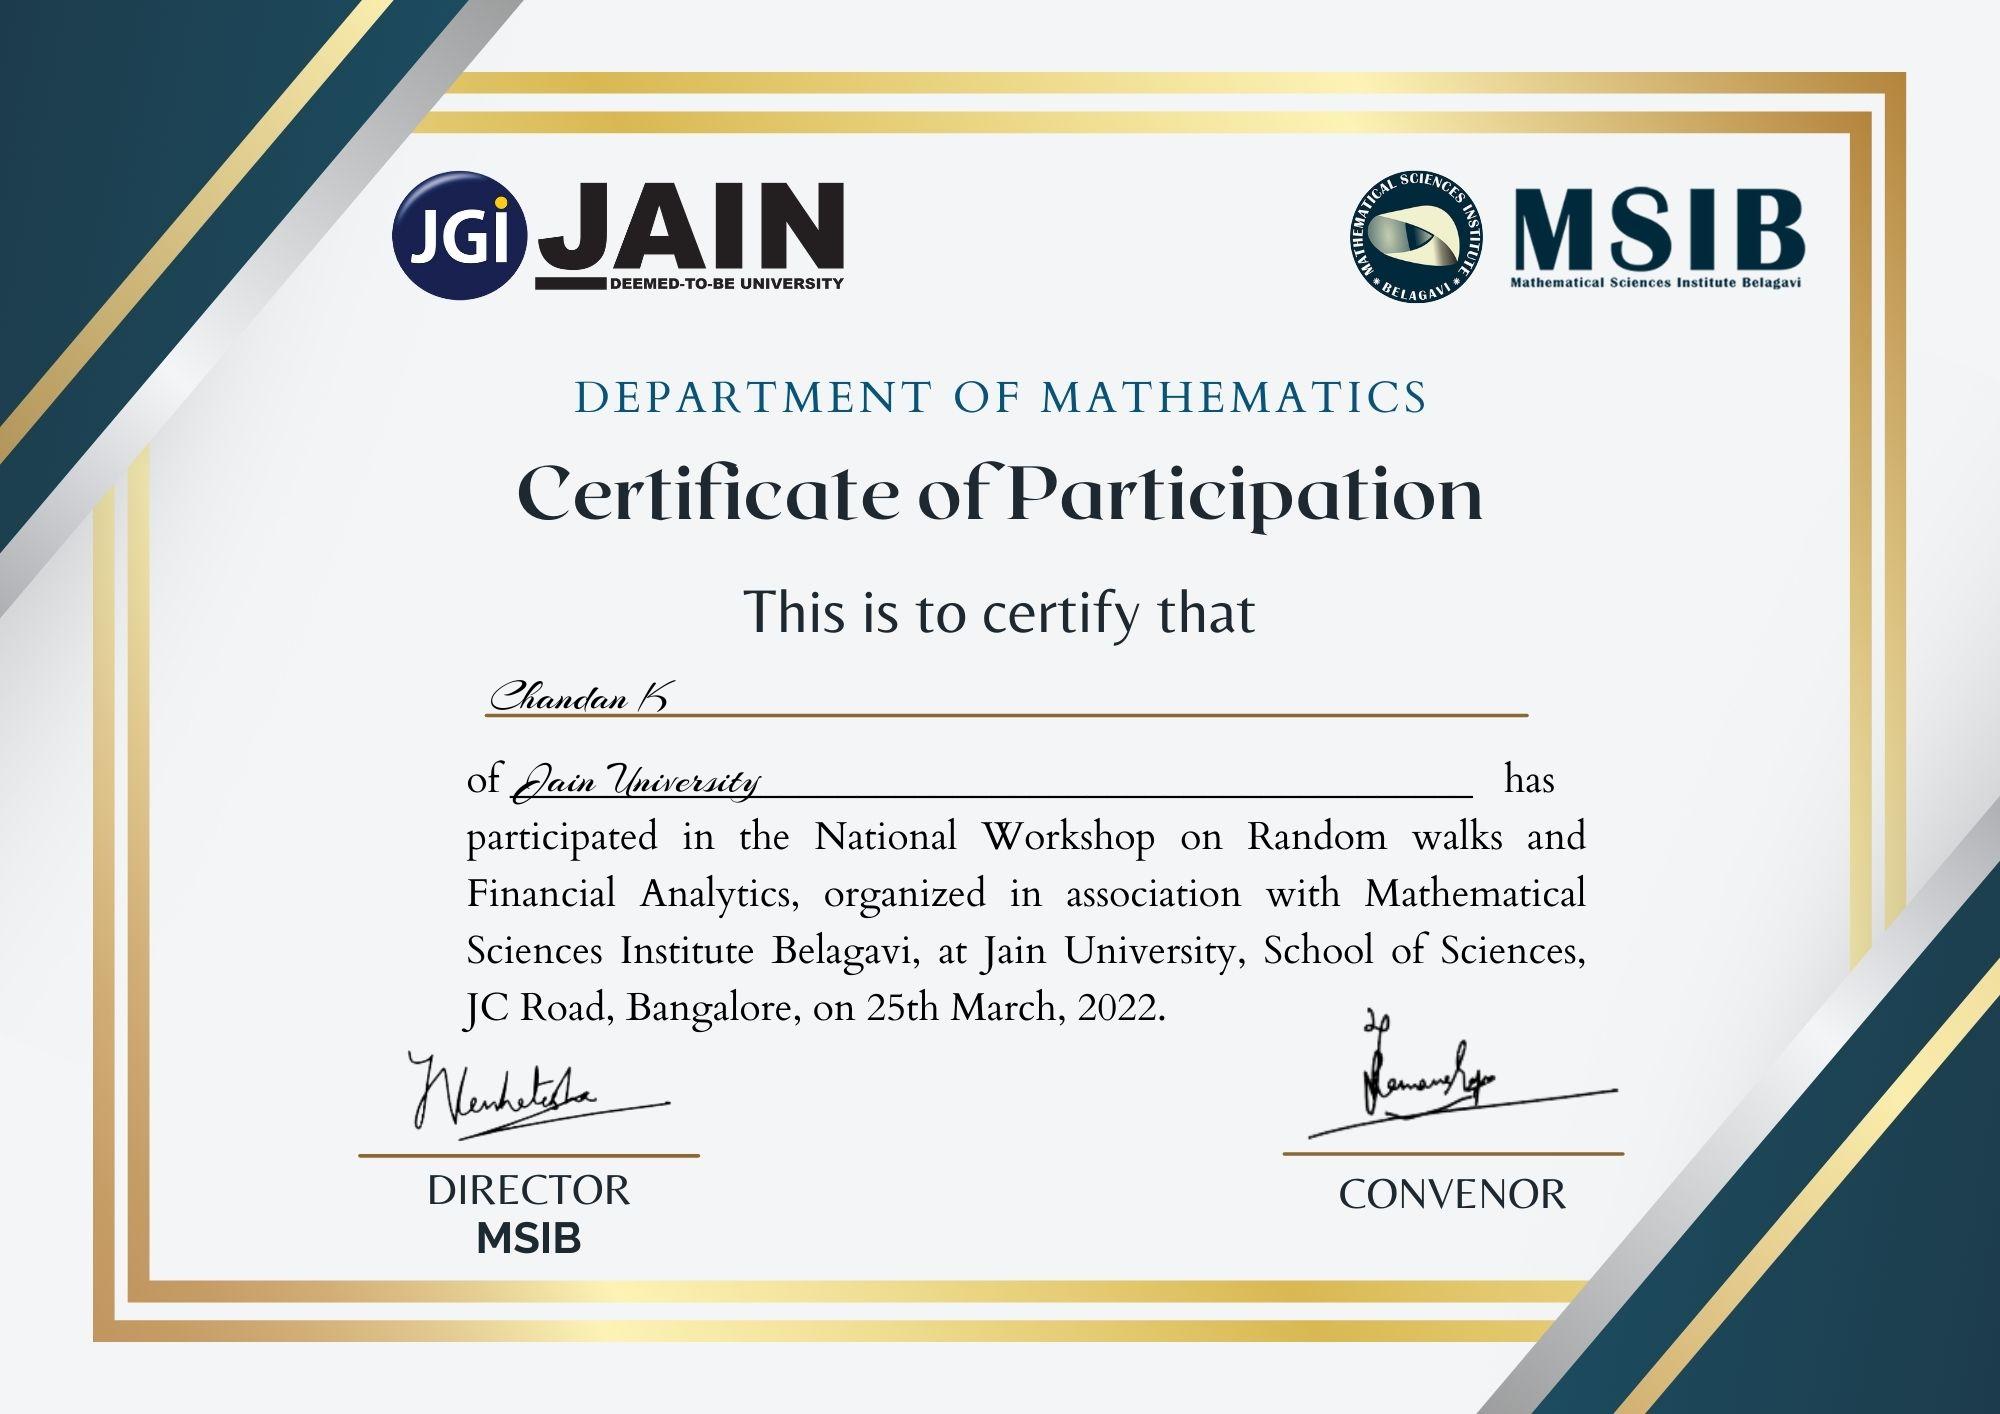 JGi JAIN
DEEMED-TO-BE UNIVERSITY
MATHEMATICAL SCIENCES INSTITUTE
* BELAGAVI *
MSIB
Mathematical Sciences Institute Belagavi
DEPARTMENT OF MATHEMATICS
Certificate of Participation
This is to certify that
Chandan K
of Jain University has
participated in the National Workshop on Random walks and
Financial Analytics, organized in association with Mathematical
Sciences Institute Belagavi, at Jain University, School of Sciences,
JC Road, Bangalore, on 25th March, 2022.
DIRECTOR
MSIB
CONVENOR